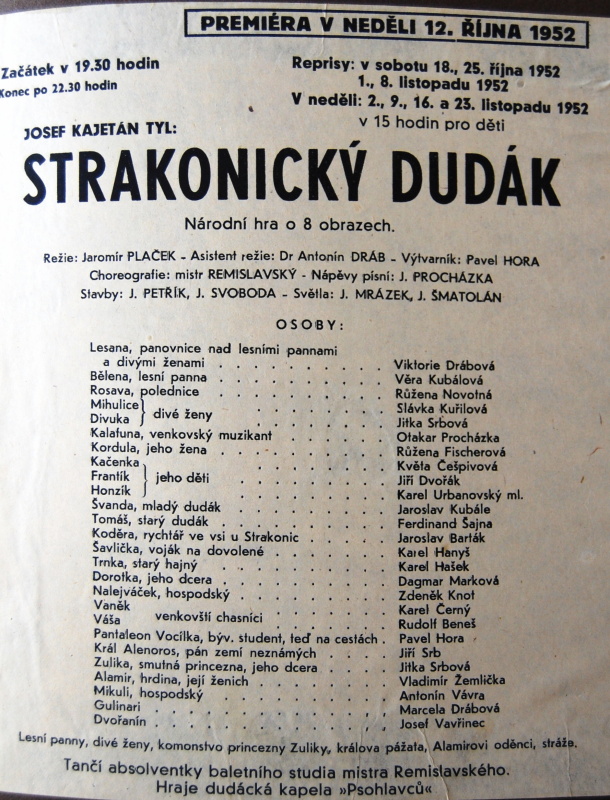 PREMIÉRA V NEDĚLI 12. ŘÍJNA 1952
Začátek v 19.30 hodin
Konec po 22.30 hodin
Reprisy: v sobotu 18., 25. října 1952
1., 8. listopadu 1952
V neděli: 2., 9., 16. a 23. listopadu 1952
v 15 hodin pro děti
JOSEF KAJETÁN TYL:
STRAKONICKÝ DUDÁK
Národní hra o 8 obrazech.
Režie: Jaromír PLAČEK - Asistent režie: Dr Antonín DRÁB - Výtvarník: Pavel HORA
Choreografie: mistr REMISLAVSKÝ - Nápěvy písní: J. PROCHÁZKA
Stavby: J. PETŘÍK, J. SVOBODA - Světla: J. MRÁZEK, J. ŠMATOLÁN
OSOBY:
Lesana, panovnice nad lesními pannami
a divými ženami . . . . . . . . Viktorie Drábová
Bělena, lesní panna . . . . . . . . Věra Kubálová
Rosava, polednice . . . . . . . . Růžena Novotná
Mihulice } divé ženy . . . . . . Slávka Kuřilová
Divuka } . . . . . . Jitka Srbová
Kalafuna, venkovský muzikant . . . . . . Otakar Procházka
Kordula, jeho žena . . . . . . . . Růžena Fischerová
Kačenka } . . . . . . . Květa Češpivová
Frantík } jeho děti . . . . . . . Jiří Dvořák
Honzík } . . . . . . . Karel Urbanovský ml.
Švanda, mladý dudák . . . . . . . . Jaroslav Kubále
Tomáš, starý dudák . . . . . . . . Ferdinand Šajna
Koděra, rychtář ve vsi u Strakonic . . . . . Jaroslav Barták
Šavlička, voják na dovolené . . . . . . Karel Hanyš
Trnka, starý hajný . . . . . . . . Karel Hašek
Dorotka, jeho dcera . . . . . . . . Dagmar Marková
Nalejváček, hospodský . . . . . . . Zdeněk Knot
Vaněk venkovští chasníci . . . . . . Karel Černý
Váša . . . . . . Rudolf Beneš
Pantaleon Vocilka, býv. student, teď na cestách . Pavel Hora
Král Alenoros, pán zemí neznámých . . . . Jiří Srb
Zulika, smutná princezna, jeho dcera . . . . Jitka Srbová
Alamir, hrdina, její ženich . . . . . . Vladimír Žemlička
Mikuli, hospodský . . . . . . . . Antonín Vávra
Gulinari . . . . . . . . . . Marcela Drábová
Dvořanín . . . . . . . . . . Josef Vavřinec
Lesní panny, divé ženy, komonstvo princezny Zuliky, králova pážata, Alamirovi oděnci, stráže.
Tančí absolventky baletního studia mistra Remislavského.
Hraje dudácká kapela »Psohlavců«